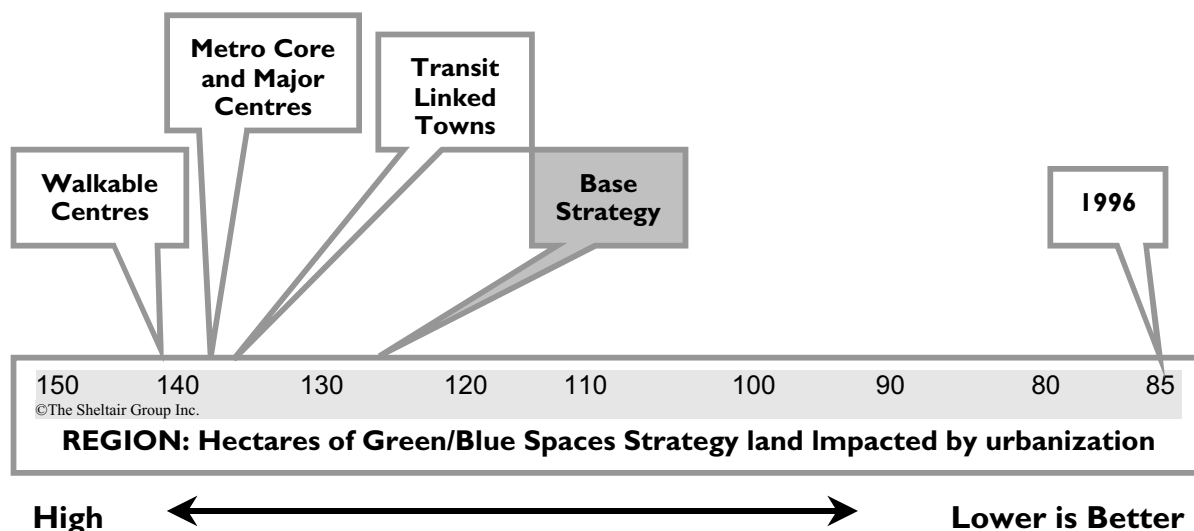 Metro Core
and Major
Centres
Transit
Linked
Towns
Walkable
Centres
Base
Strategy
1996
150 140 130 120 110 100 90 80 85
©The Sheltair Group Inc.
REGION: Hectares of Green/Blue Spaces Strategy land Impacted by urbanization
High Lower is Better